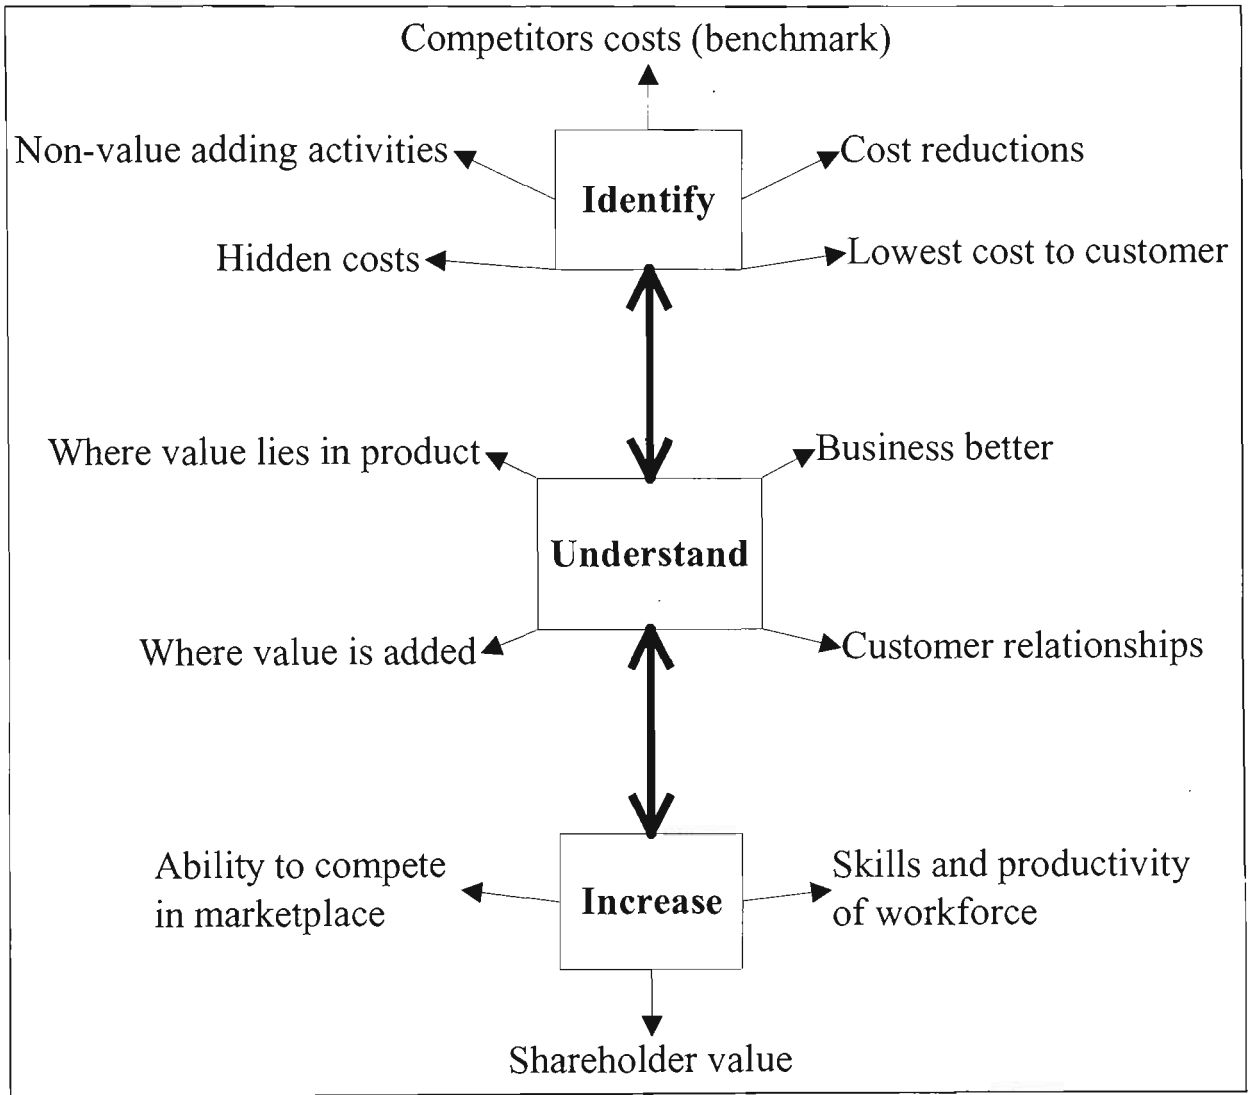 Competitors costs (benchmark)
Non-value adding activities
Cost reductions
Identify
Hidden costs
Lowest cost to customer
Where value lies in product
Business better
Understand
Where value is added
Customer relationships
Ability to compete
in marketplace
Skills and productivity
of workforce
Increase
Shareholder value